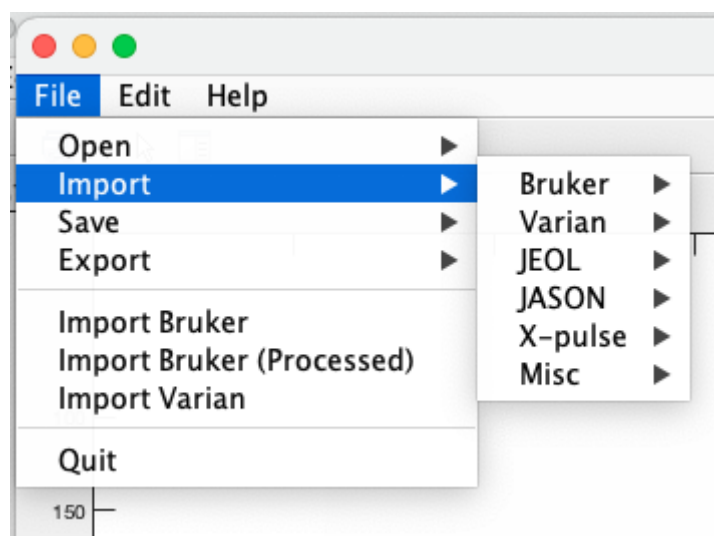 File Edit Help
Open
Import
Save
Export
Import Bruker
Import Bruker (Processed)
Import Varian
Quit
Bruker
Varian
JEOL
JASON
X-pulse
Misc
150